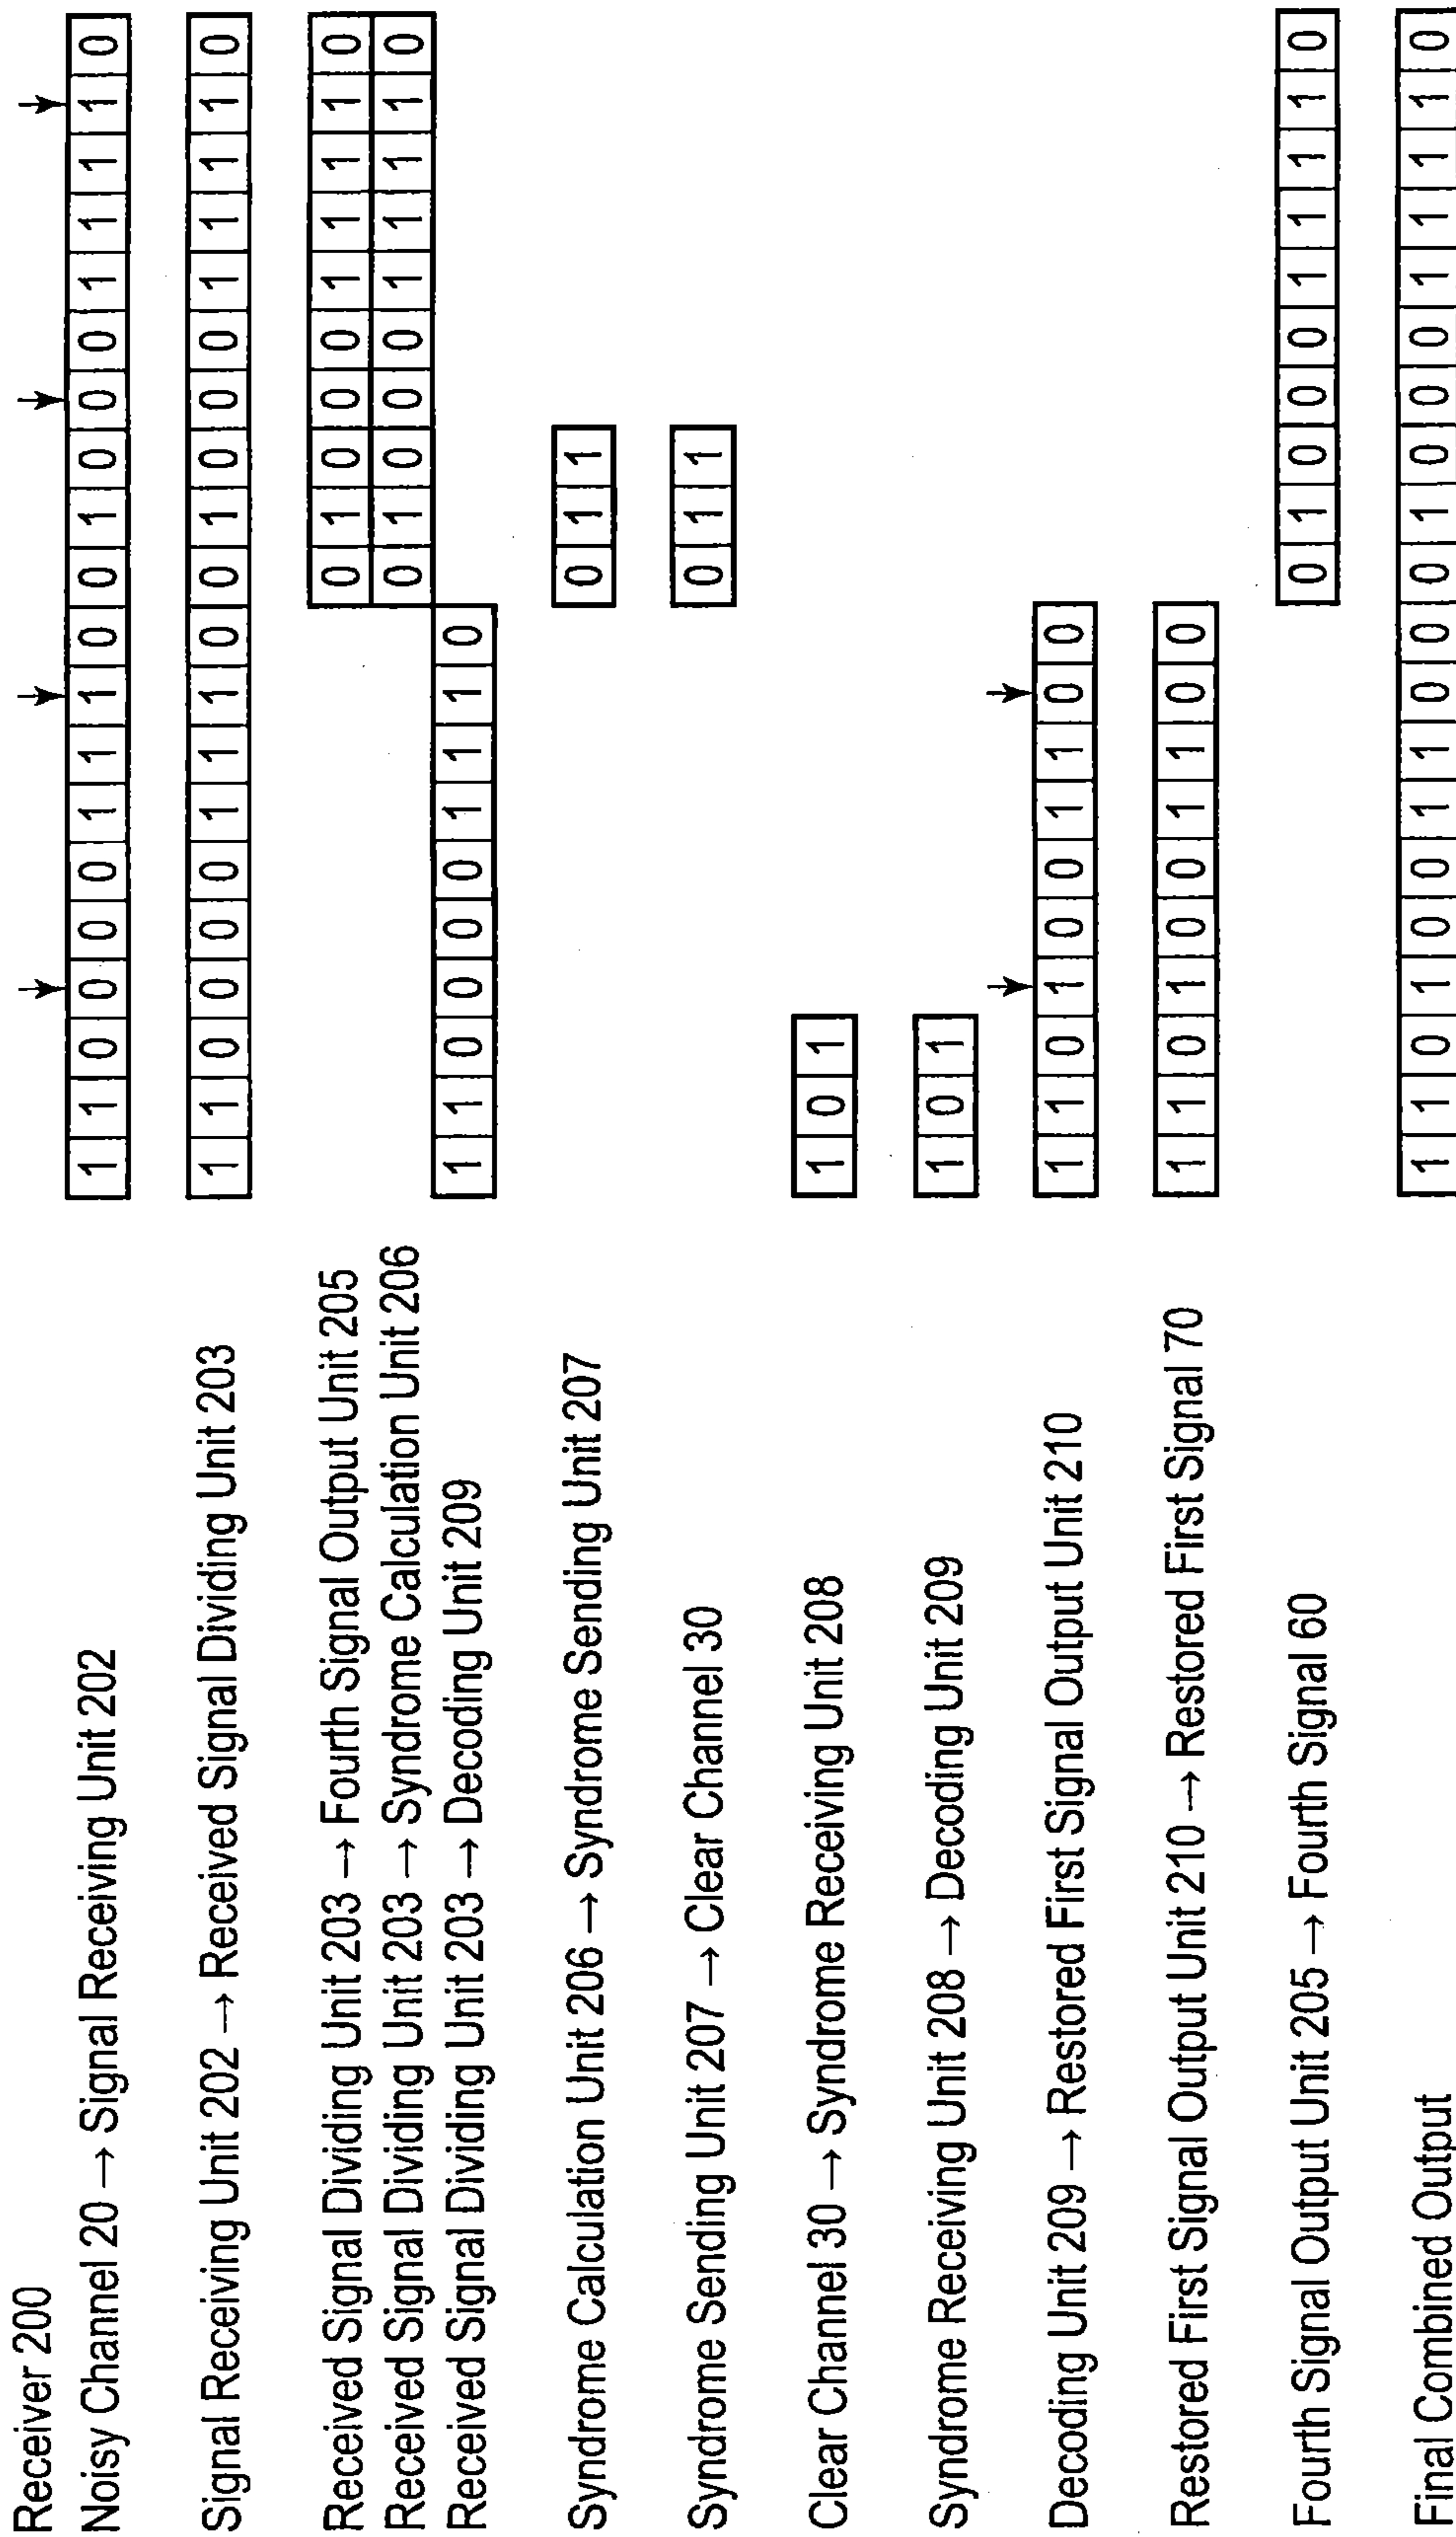 Receiver 200
Noisy Channel 20 → Signal Receiving Unit 202 1 1 0 0 0 0 1 1 1 0 0 1 0 0 0 1 1 1 1 0
Signal Receiving Unit 202 → Received Signal Dividing Unit 203 1 1 0 0 0 0 1 1 1 0 0 1 0 0 0 1 1 1 1 0
Received Signal Dividing Unit 203 → Fourth Signal Output Unit 205 0 1 0 0 0 1 1 1 1 0
Received Signal Dividing Unit 203 → Syndrome Calculation Unit 206 0 1 0 0 0 1 1 1 1 0
Received Signal Dividing Unit 203 → Decoding Unit 209 1 1 0 0 0 0 1 1 1 0
Syndrome Calculation Unit 206 → Syndrome Sending Unit 207 0 1 1
Syndrome Sending Unit 207 → Clear Channel 30 0 1 1
Clear Channel 30 → Syndrome Receiving Unit 208 1 0 1
Syndrome Receiving Unit 208 → Decoding Unit 209 1 0 1
Decoding Unit 209 → Restored First Signal Output Unit 210 1 1 0 1 0 0 1 1 0 0
Restored First Signal Output Unit 210 → Restored First Signal 70 1 1 0 1 0 0 1 1 0 0
Fourth Signal Output Unit 205 → Fourth Signal 60 0 1 0 0 0 1 1 1 1 0
Final Combined Output 1 1 0 1 0 0 1 1 0 0 0 1 0 0 0 1 1 1 1 0